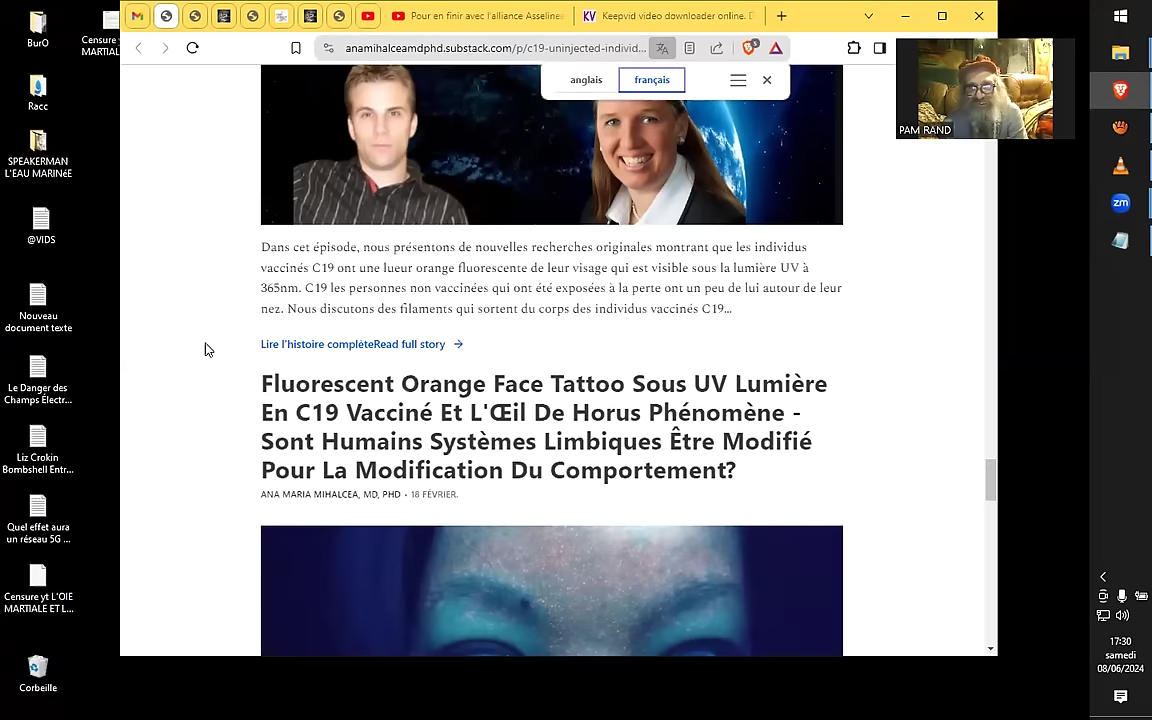 BurO
Censure
MARTIALE
Racc
SPEAKERMAN
L'EAU MARINéE
@VIDS
Nouveau
document texte
Le Danger des
Champs Électr...
Liz Crokin
Bombshell Entr...
Quel effet aura
un réseau 5G ...
Censure yt L'OIE
MARTIALE ET L...
Corbeille
Pour en finir avec l'alliance Asseline
KV Keepvid video downloader online.
anamihalceamdphd.substack.com/p/c19-uninjected-individ...
anglais
français
PAM RAND
Dans cet épisode, nous présentons de nouvelles recherches originales montrant que les individus
vaccinés C19 ont une lueur orange fluorescente de leur visage qui est visible sous la lumière UV à
365nm. C19 les personnes non vaccinées qui ont été exposées à la perte ont un peu de lui autour de leur
nez. Nous discutons des filaments qui sortent du corps des individus vaccinés C19...
Lire l'histoire complèteRead full story
Fluorescent Orange Face Tattoo Sous UV Lumière
En C19 Vacciné Et L'Œil De Horus Phénomène -
Sont Humains Systèmes Limbiques Être Modifié
Pour La Modification Du Comportement?
ANA MARIA MIHALCEA, MD, PHD • 18 FÉVRIER.
zm
17:30
samedi
08/06/2024